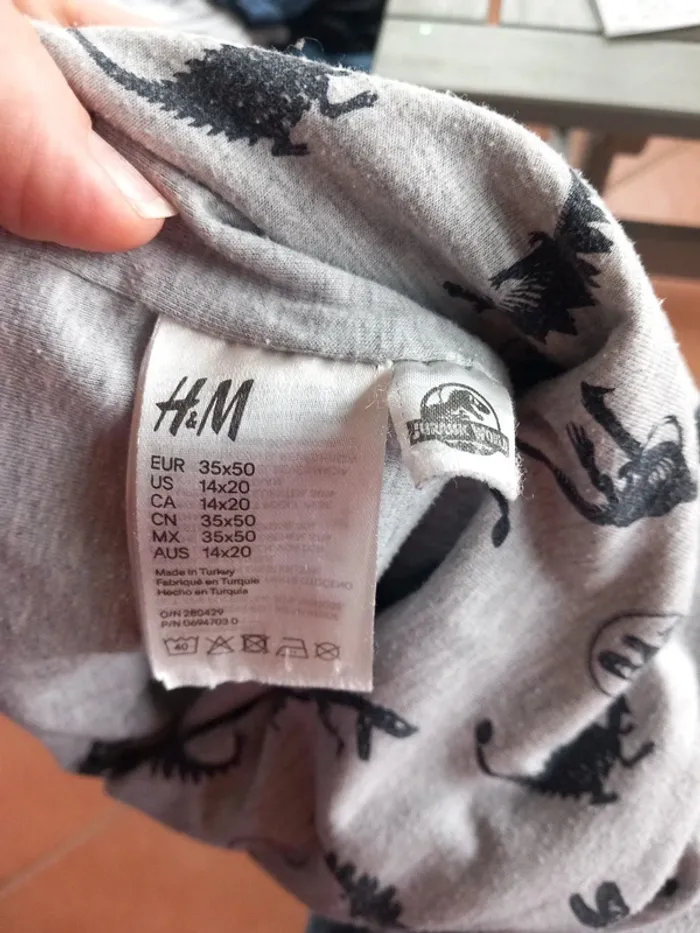 H&M
EUR 35x50
US 14x20
CA 14x20
CN 35x50
MX 35x50
AUS 14x20
Made in Turkey
Fabriqué en Turquie
Hecho en Turquía
O/N 280429
P/N 0694703 0
40
JURASSIC WORLD